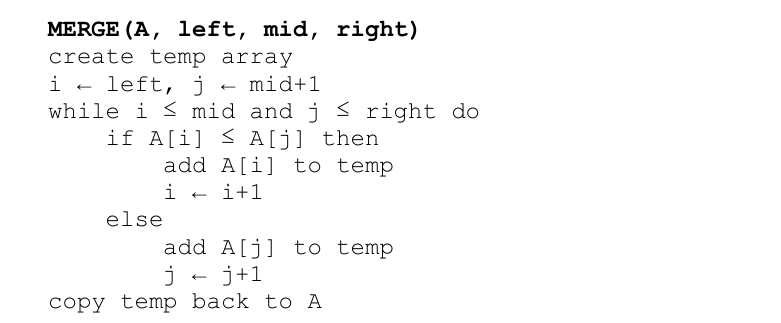 MERGE(A, left, mid, right)
create temp array
i ← left, j ← mid+1
while i ≤ mid and j ≤ right do
    if A[i] ≤ A[j] then
        add A[i] to temp
        i ← i+1
    else
        add A[j] to temp
        j ← j+1
copy temp back to A